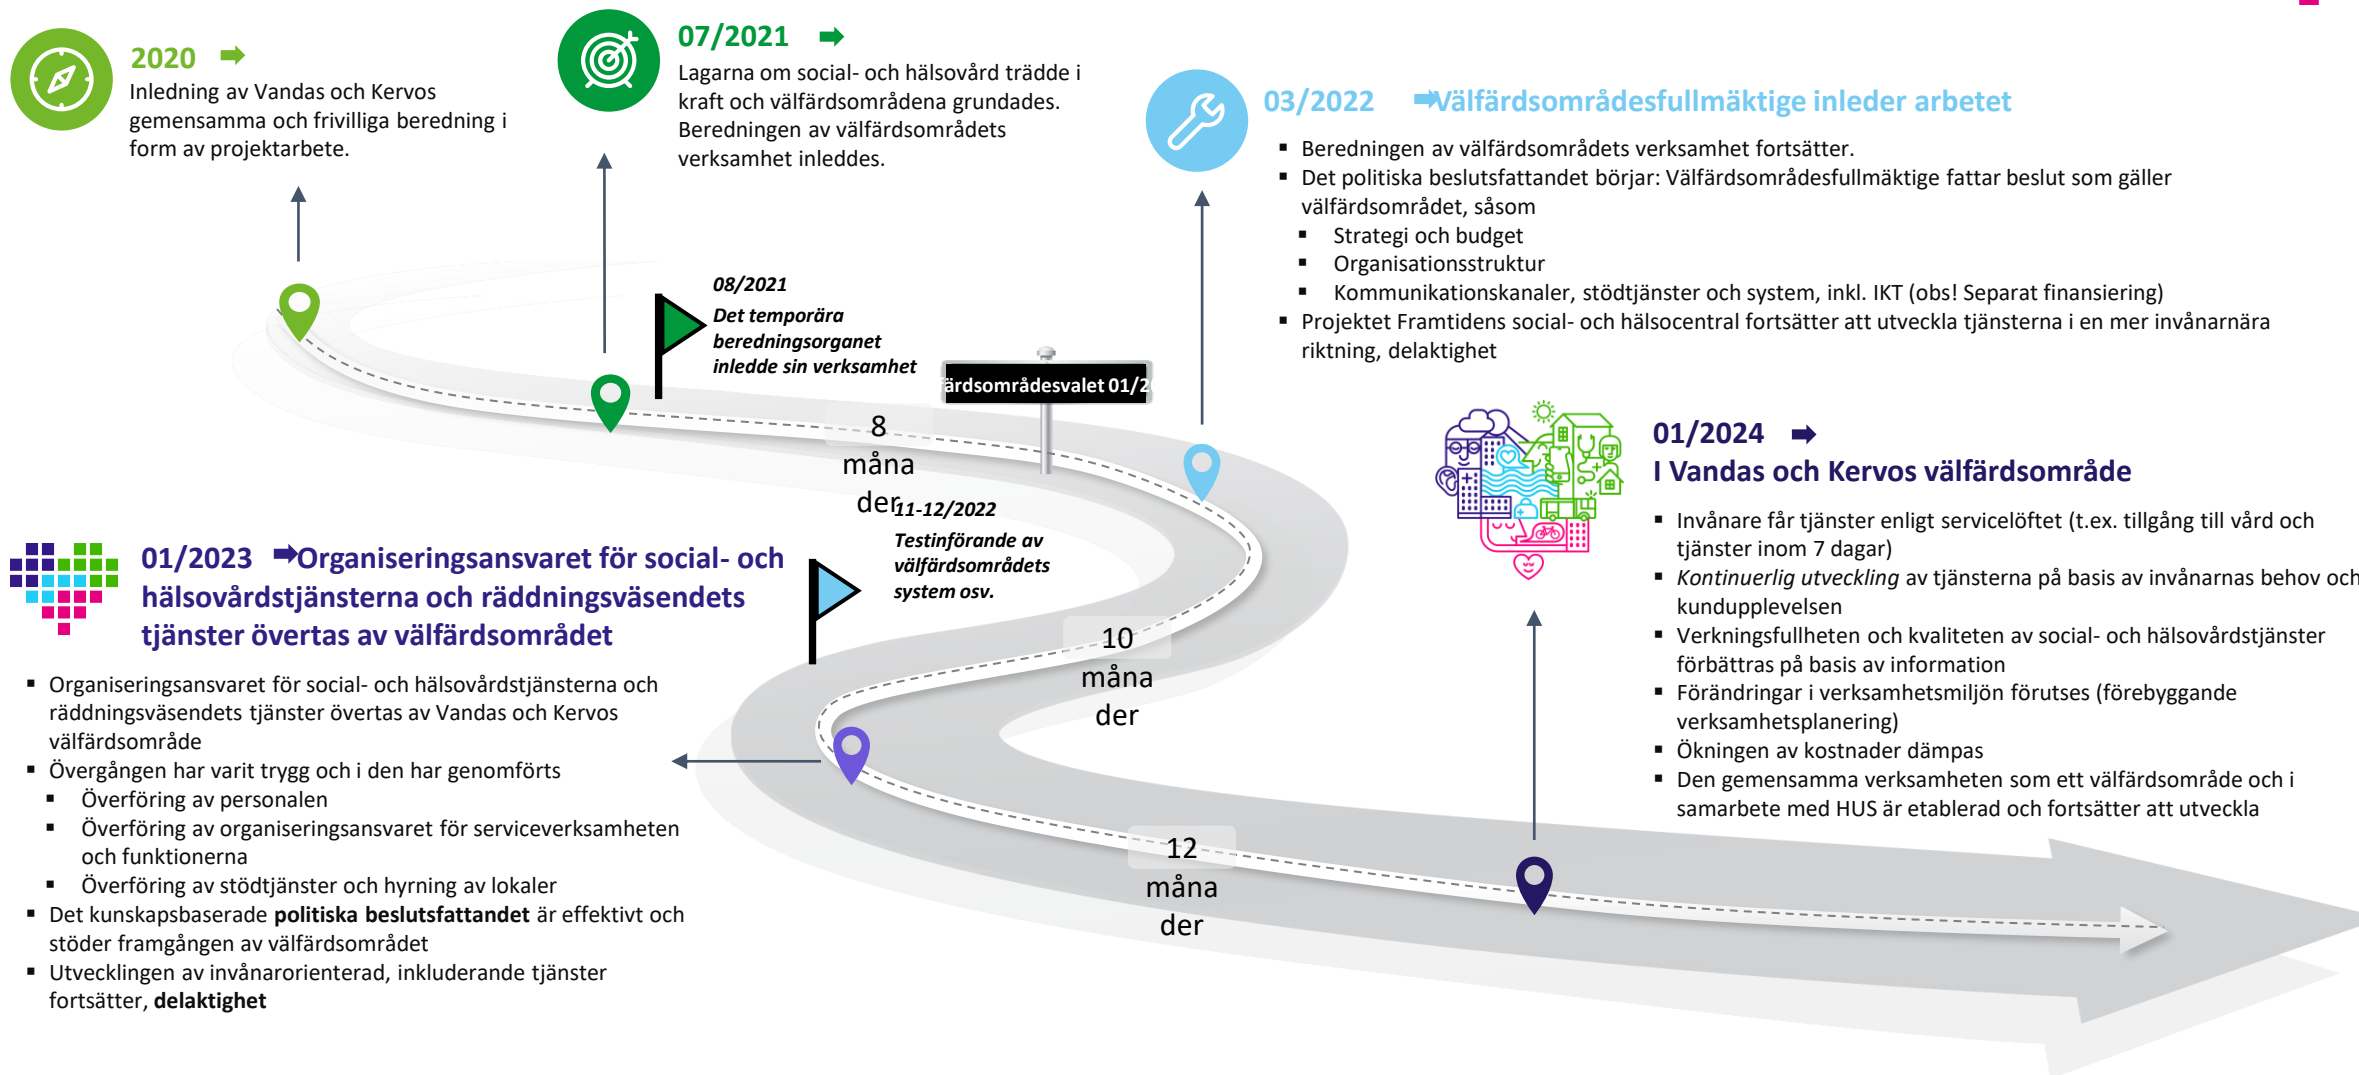 2020
Inledning av Vandas och Kervos
gemensamma och frivilliga beredning i
form av projektarbete.
07/2021
Lagarna om social- och hälsovård trädde i
kraft och välfärdsområdena grundades.
Beredningen av välfärdsområdets
verksamhet inleddes.
03/2022 Välfärdsområdesfullmäktige inleder arbetet
▪ Beredningen av välfärdsområdets verksamhet fortsätter.
▪ Det politiska beslutsfattandet börjar: Välfärdsområdesfullmäktige fattar beslut som gäller
välfärdsområdet, såsom
▪ Strategi och budget
▪ Organisationsstruktur
▪ Kommunikationskanaler, stödtjänster och system, inkl. IKT (obs! Separat finansiering)
▪ Projektet Framtidens social- och hälsocentral fortsätter att utveckla tjänsterna i en mer invånarnära
riktning, delaktighet
08/2021
Det temporära
beredningsorganet
inledde sin verksamhet
ärdsområdesvalet 01/2
8
måna
der
11-12/2022
Testinförande av
välfärdsområdets
system osv.
10
måna
der
12
måna
der
01/2023 Organiseringsansvaret för social- och
hälsovårdstjänsterna och räddningsväsendets
tjänster övertas av välfärdsområdet
▪ Organiseringsansvaret för social- och hälsovårdstjänsterna och
räddningsväsendets tjänster övertas av Vandas och Kervos
välfärdsområde
▪ Övergången har varit trygg och i den har genomförts
▪ Överföring av personalen
▪ Överföring av organiseringsansvaret för serviceverksamheten
och funktionerna
▪ Överföring av stödtjänster och hyrning av lokaler
▪ Det kunskapsbaserade politiska beslutsfattandet är effektivt och
stöder framgången av välfärdsområdet
▪ Utvecklingen av invånarorienterad, inkluderande tjänster
fortsätter, delaktighet
01/2024
I Vandas och Kervos välfärdsområde
▪ Invånare får tjänster enligt servicelöftet (t.ex. tillgång till vård och
tjänster inom 7 dagar)
▪ Kontinuerlig utveckling av tjänsterna på basis av invånarnas behov och
kundupplevelsen
▪ Verkningsfullheten och kvaliteten av social- och hälsovårdstjänster
förbättras på basis av information
▪ Förändringar i verksamhetsmiljön förutses (förebyggande
verksamhetsplanering)
▪ Ökningen av kostnader dämpas
▪ Den gemensamma verksamheten som ett välfärdsområde och i
samarbete med HUS är etablerad och fortsätter att utveckla